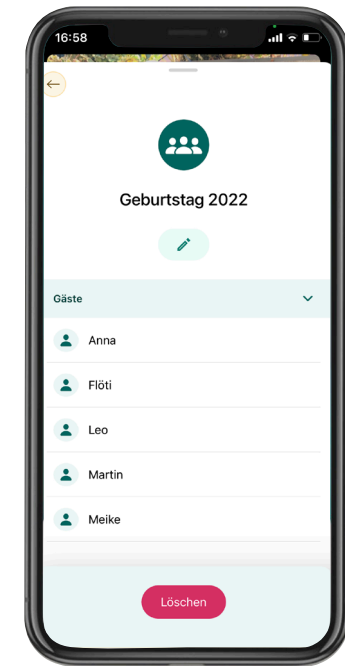 16:58
Geburtstag 2022
Gäste
Anna
Flöti
Leo
Martin
Meike
Löschen